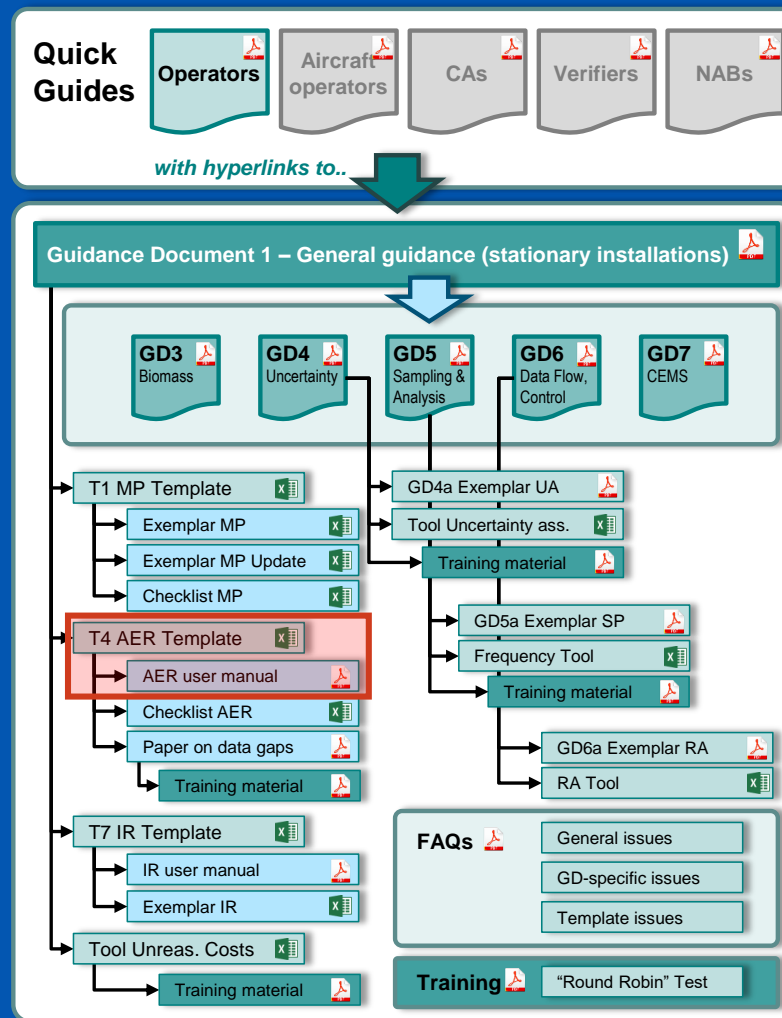 Quick
Guides
Operators
Aircraft
operators
CAs
Verifiers
NABs
with hyperlinks to..
Guidance Document 1 – General guidance (stationary installations)
GD3
Biomass
GD4
Uncertainty
GD5
Sampling &
Analysis
GD6
Data Flow,
Control
GD7
CEMS
T1 MP Template
Exemplar MP
Exemplar MP Update
Checklist MP
T4 AER Template
AER user manual
Checklist AER
Paper on data gaps
Training material
T7 IR Template
IR user manual
Exemplar IR
Tool Unreas. Costs
Training material
GD4a Exemplar UA
Tool Uncertainty ass.
Training material
GD5a Exemplar SP
Frequency Tool
Training material
GD6a Exemplar RA
RA Tool
FAQs
General issues
GD-specific issues
Template issues
Training
“Round Robin” Test